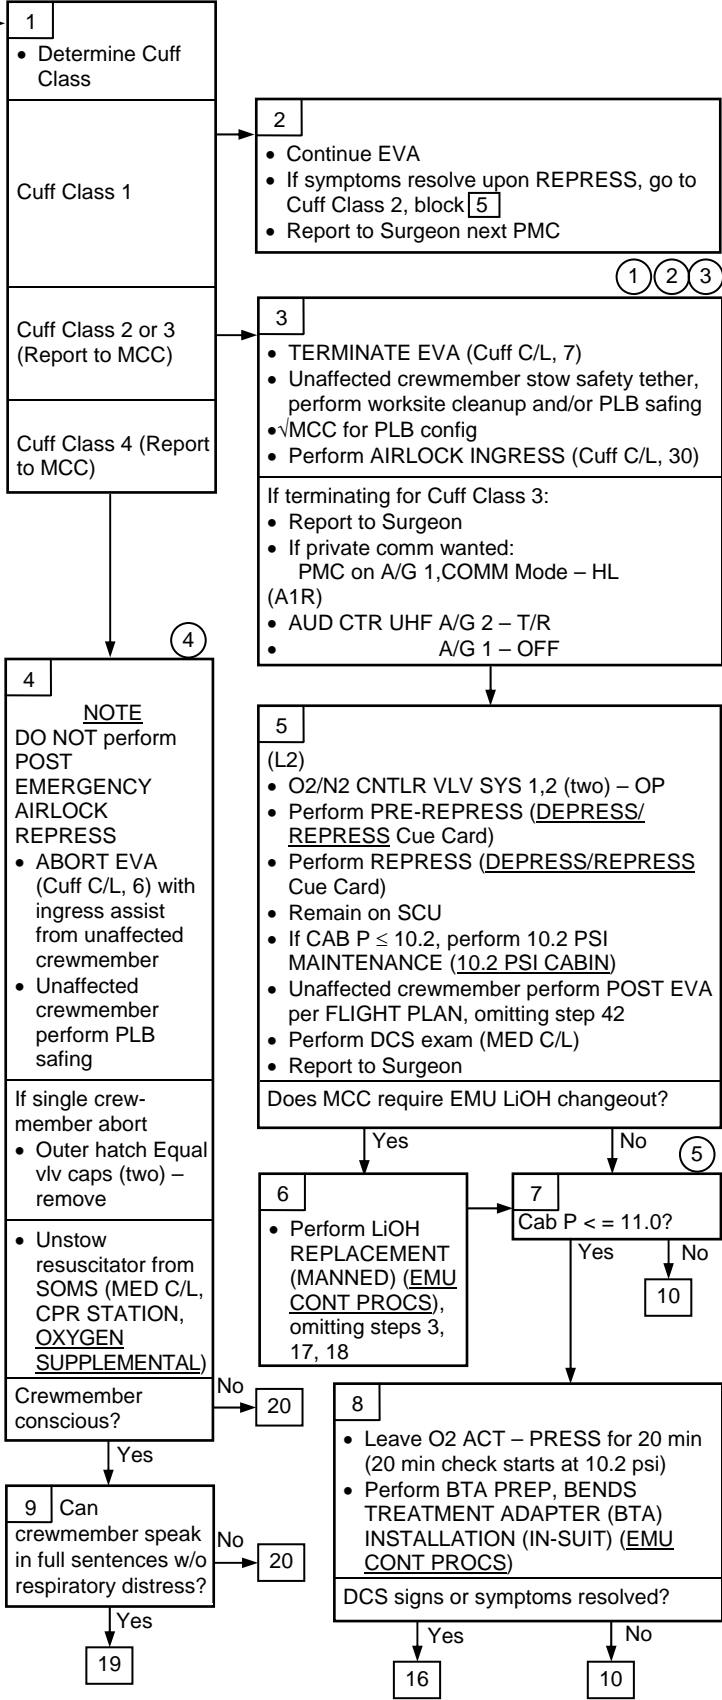 1
• Determine Cuff
Class
Cuff Class 1
2
• Continue EVA
• If symptoms resolve upon REPRESS, go to
Cuff Class 2, block 5
• Report to Surgeon next PMC
1 2 3
Cuff Class 2 or 3
(Report to MCC)
3
• TERMINATE EVA (Cuff C/L, 7)
• Unaffected crewmember stow safety tether,
perform worksite cleanup and/or PLB safing
•√MCC for PLB config
• Perform AIRLOCK INGRESS (Cuff C/L, 30)
If terminating for Cuff Class 3:
• Report to Surgeon
• If private comm wanted:
PMC on A/G 1,COMM Mode – HL
(A1R)
• AUD CTR UHF A/G 2 – T/R
• A/G 1 – OFF
Cuff Class 4 (Report
to MCC)
4
4
NOTE
DO NOT perform
POST
EMERGENCY
AIRLOCK
REPRESS
• ABORT EVA
(Cuff C/L, 6) with
ingress assist
from unaffected
crewmember
• Unaffected
crewmember
perform PLB
safing
If single crew-
member abort
• Outer hatch Equal
vlv caps (two) –
remove
• Unstow
resuscitator from
SOMS (MED C/L,
CPR STATION,
OXYGEN
SUPPLEMENTAL)
Crewmember
conscious?
No
20
Yes
9 Can
crewmember speak
in full sentences w/o
respiratory distress?
No
20
Yes
19
5
(L2)
• O2/N2 CNTLR VLV SYS 1,2 (two) – OP
• Perform PRE-REPRESS (DEPRESS/
REPRESS Cue Card)
• Perform REPRESS (DEPRESS/REPRESS
Cue Card)
• Remain on SCU
• If CAB P ≤ 10.2, perform 10.2 PSI
MAINTENANCE (10.2 PSI CABIN)
• Unaffected crewmember perform POST EVA
per FLIGHT PLAN, omitting step 42
• Perform DCS exam (MED C/L)
• Report to Surgeon
Does MCC require EMU LiOH changeout?
Yes
No
5
6
• Perform LiOH
REPLACEMENT
(MANNED) (EMU
CONT PROCS),
omitting steps 3,
17, 18
7
Cab P < = 11.0?
Yes
No
10
8
• Leave O2 ACT – PRESS for 20 min
(20 min check starts at 10.2 psi)
• Perform BTA PREP, BENDS
TREATMENT ADAPTER (BTA)
INSTALLATION (IN-SUIT) (EMU
CONT PROCS)
DCS signs or symptoms resolved?
Yes
No
16
10